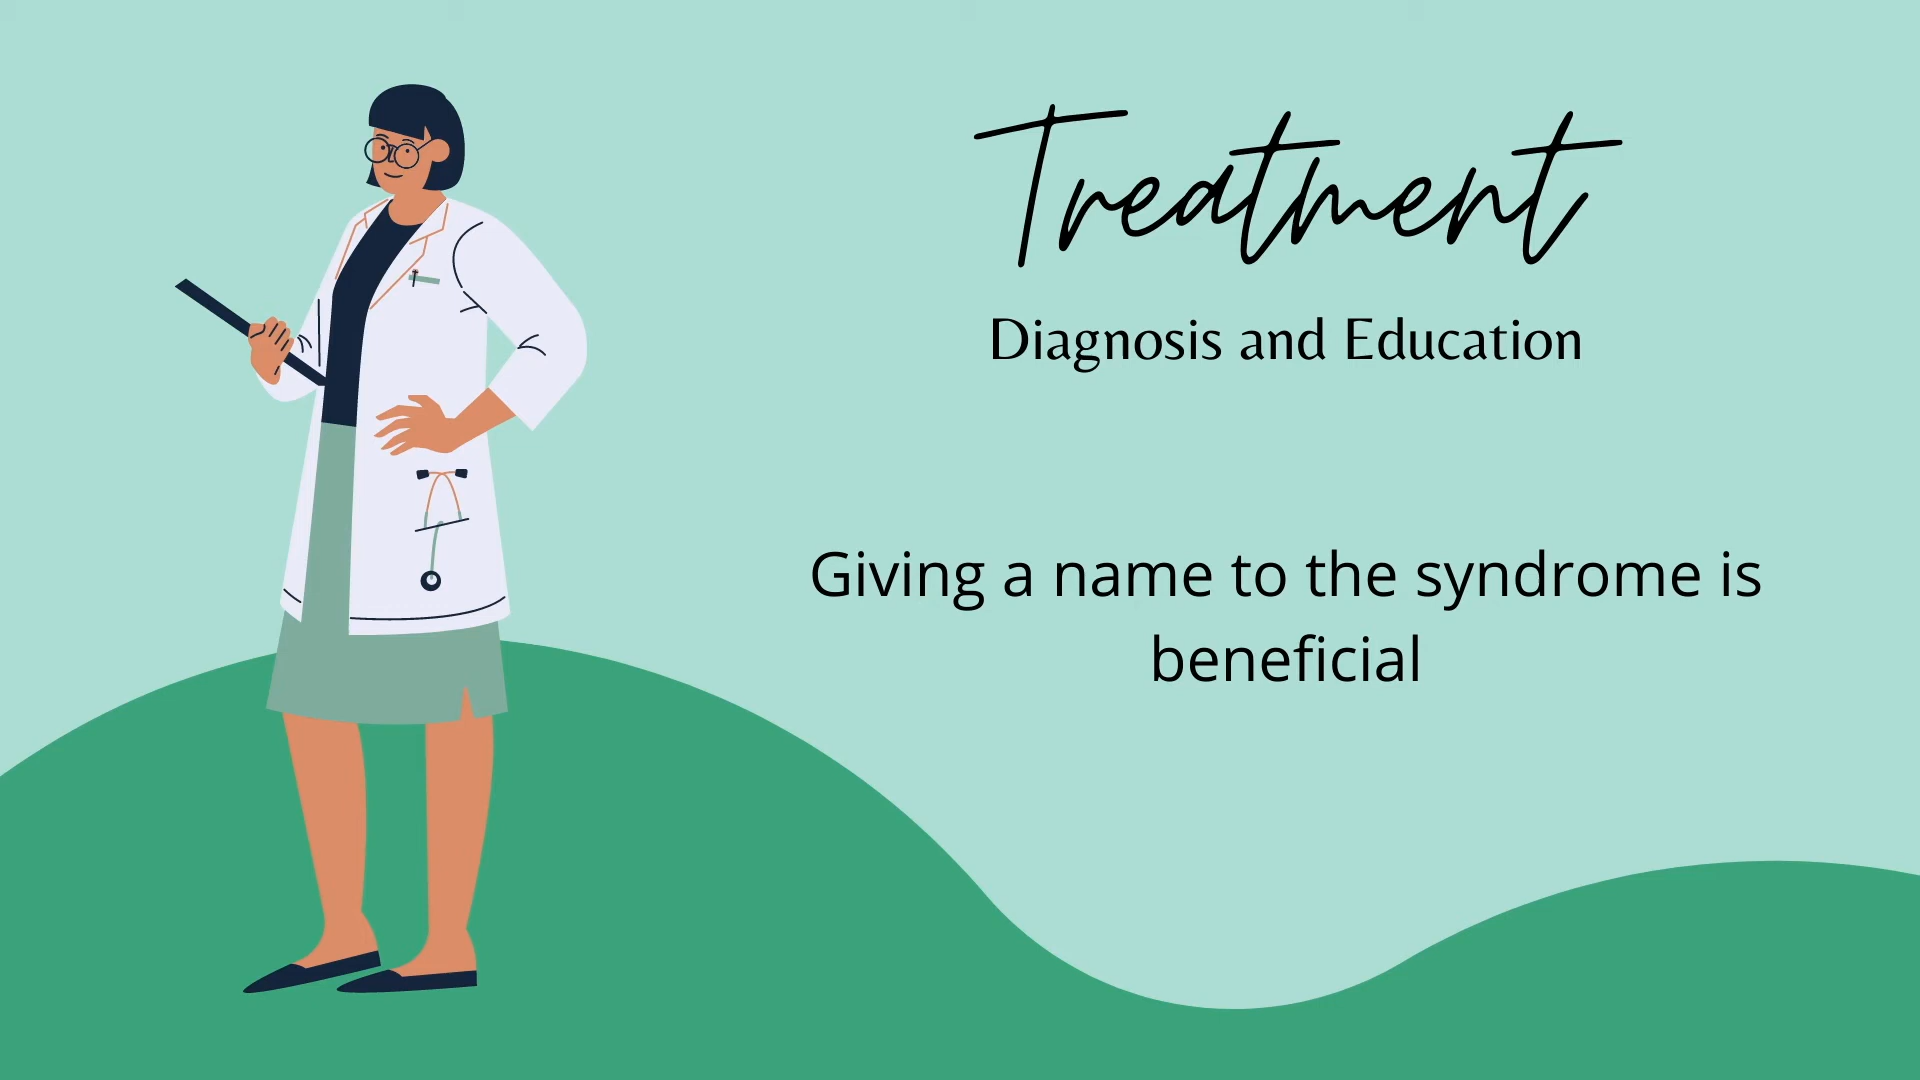 Treatment
Diagnosis and Education
Giving a name to the syndrome is
beneficial